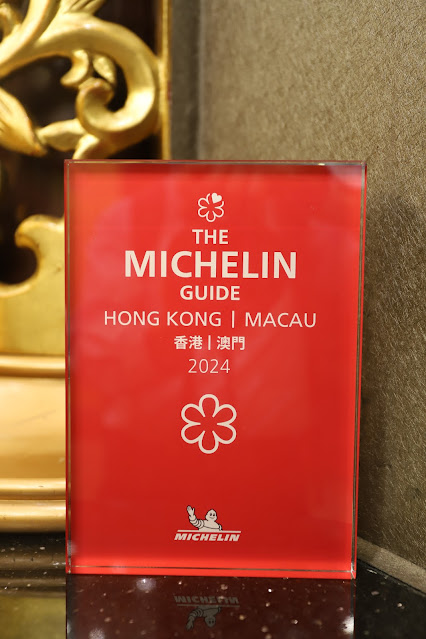 THE
MICHELIN
GUIDE
HONG KONG | MACAU
香港 | 澳門
2024
MICHELIN